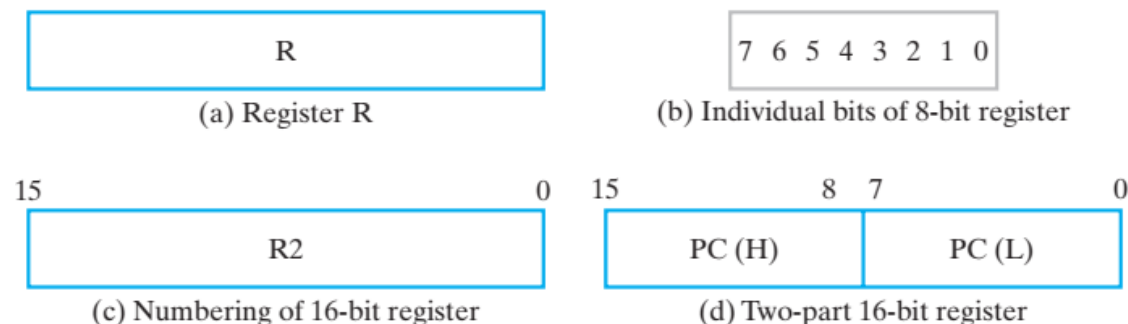 R
7 6 5 4 3 2 1 0
(a) Register R
(b) Individual bits of 8-bit register
15 0
15 8 7 0
R2
PC (H) PC (L)
(c) Numbering of 16-bit register
(d) Two-part 16-bit register